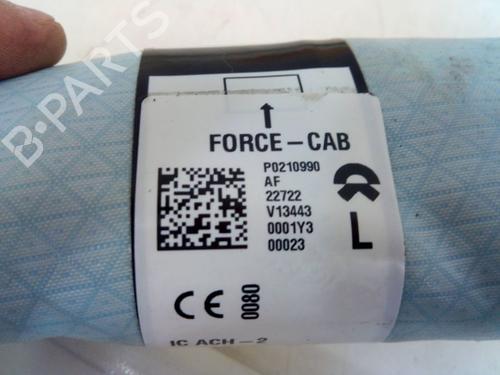 B-PARTS
FORCE-CAB
P0210990
AF
22722
V13443
0001Y3
00023
L
CE 0080
IC ACH-2